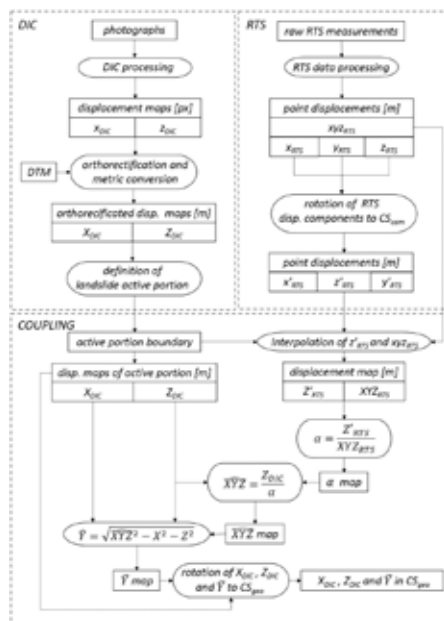 DIC
photographs
DIC processing
displacement maps [px]
x_DIC z_DIC
DTM
orthorectification and
metric conversion
orthorecificated disp. maps [m]
X_DIC Z_DIC
definition of
landslide active portion
RTS
raw RTS measurements
RTS data processing
point displacements [m]
xyz_RTS
x_RTS y_RTS z_RTS
rotation of RTS
disp. components to CS_cam
point displacements [m]
x'_RTS z'_RTS y'_RTS
COUPLING
active portion boundary
Interpolation of z'_RTS and xyz_RTS
disp. maps of active portion [m]
X_DIC Z_DIC
displacement map [m]
Z'_RTS XYZ_RTS
α = Z'_RTS / XYZ_RTS
α map
X͡YZ = Z_DIC / α
X͡YZ map
Ŷ = √(X͡YZ² − X² − Z²)
Ŷ map
rotation of X_DIC, Z_DIC
and Ŷ to CS_geo
X_DIC, Z_DIC and Ŷ in CS_geo